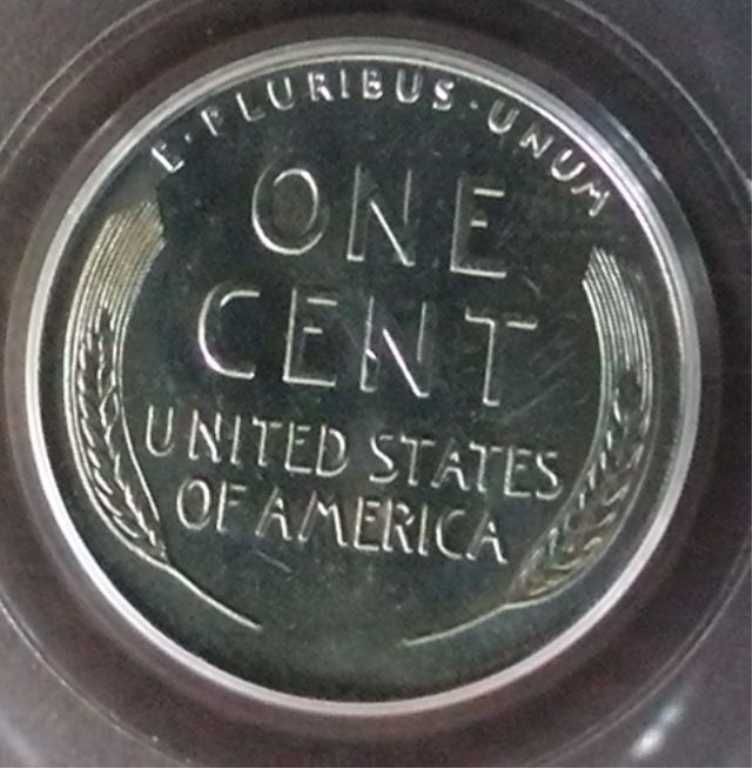 E · PLURIBUS · UNUM
ONE
CENT
UNITED STATES
OF AMERICA